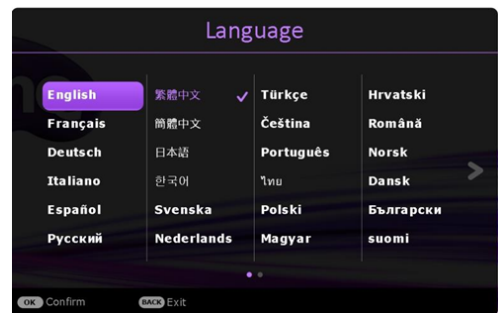 Language
English
Français
Deutsch
Italiano
Español
Русский
繁體中文
簡體中文
日本語
한국어
Svenska
Nederlands
Türkçe
Čeština
Português
ไทย
Polski
Magyar
Hrvatski
Română
Norsk
Dansk
Български
suomi
OK Confirm
BACK Exit